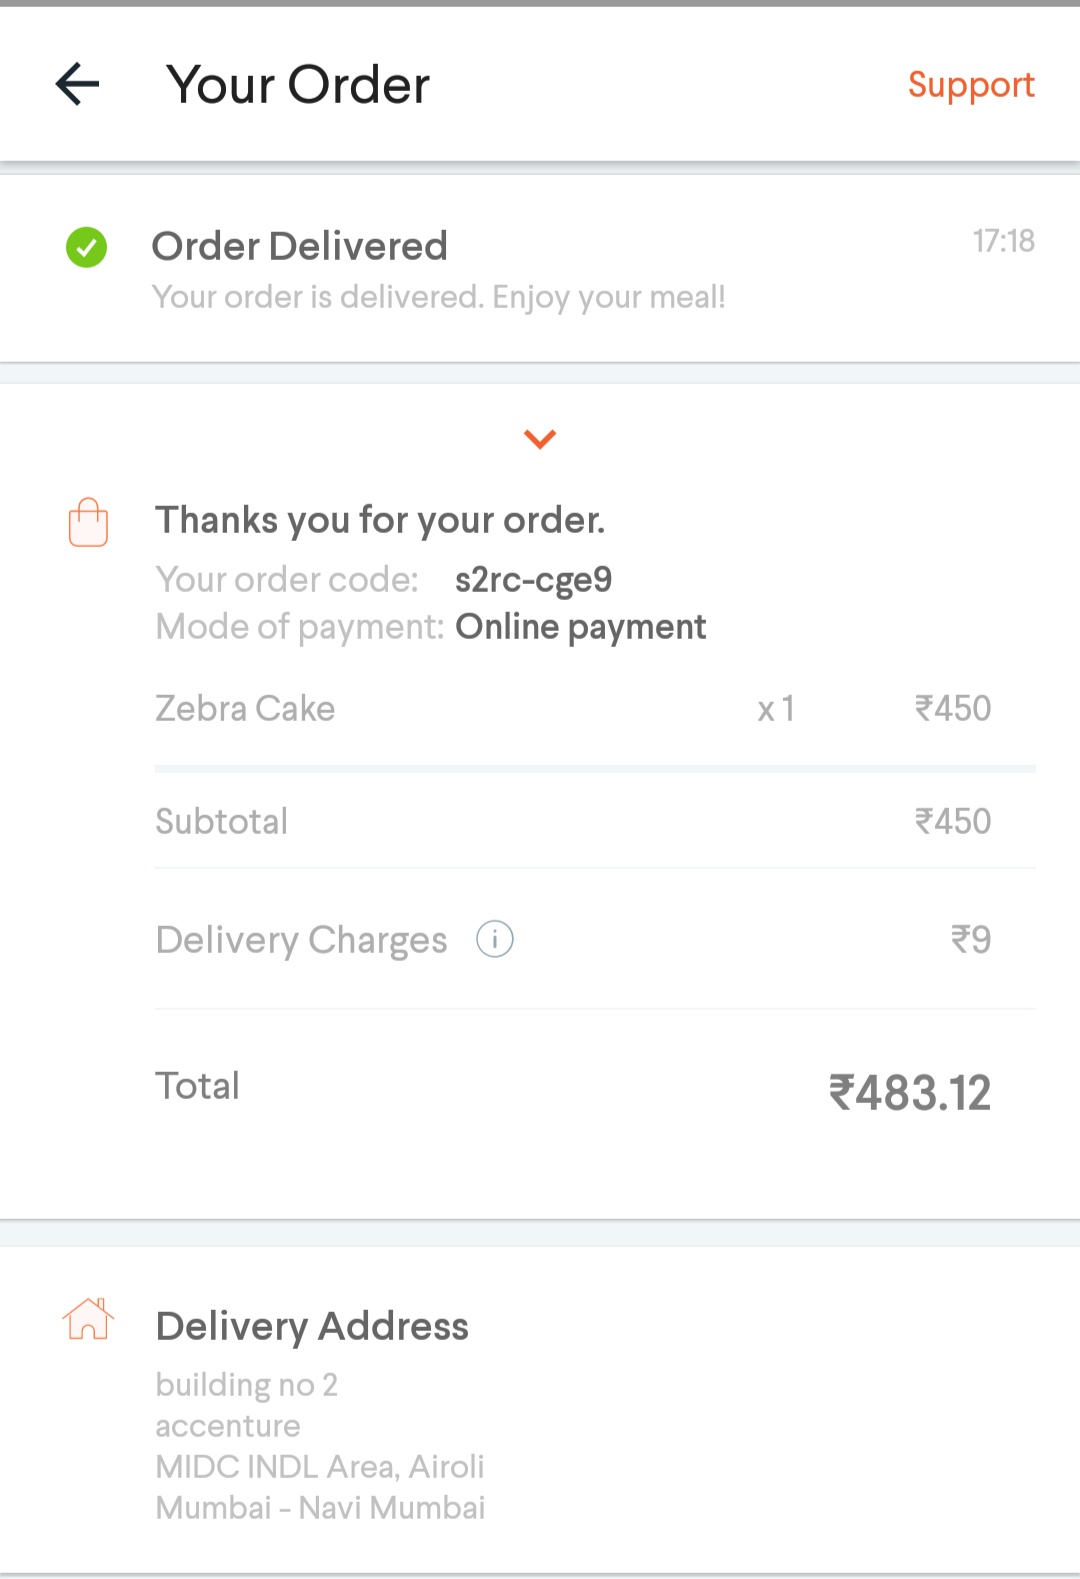 Your Order
Support
Order Delivered
17:18
Your order is delivered. Enjoy your meal!
Thanks you for your order.
Your order code: s2rc-cge9
Mode of payment: Online payment
Zebra Cake x 1 ₹450
Subtotal ₹450
Delivery Charges i ₹9
Total ₹483.12
Delivery Address
building no 2
accenture
MIDC INDL Area, Airoli
Mumbai - Navi Mumbai